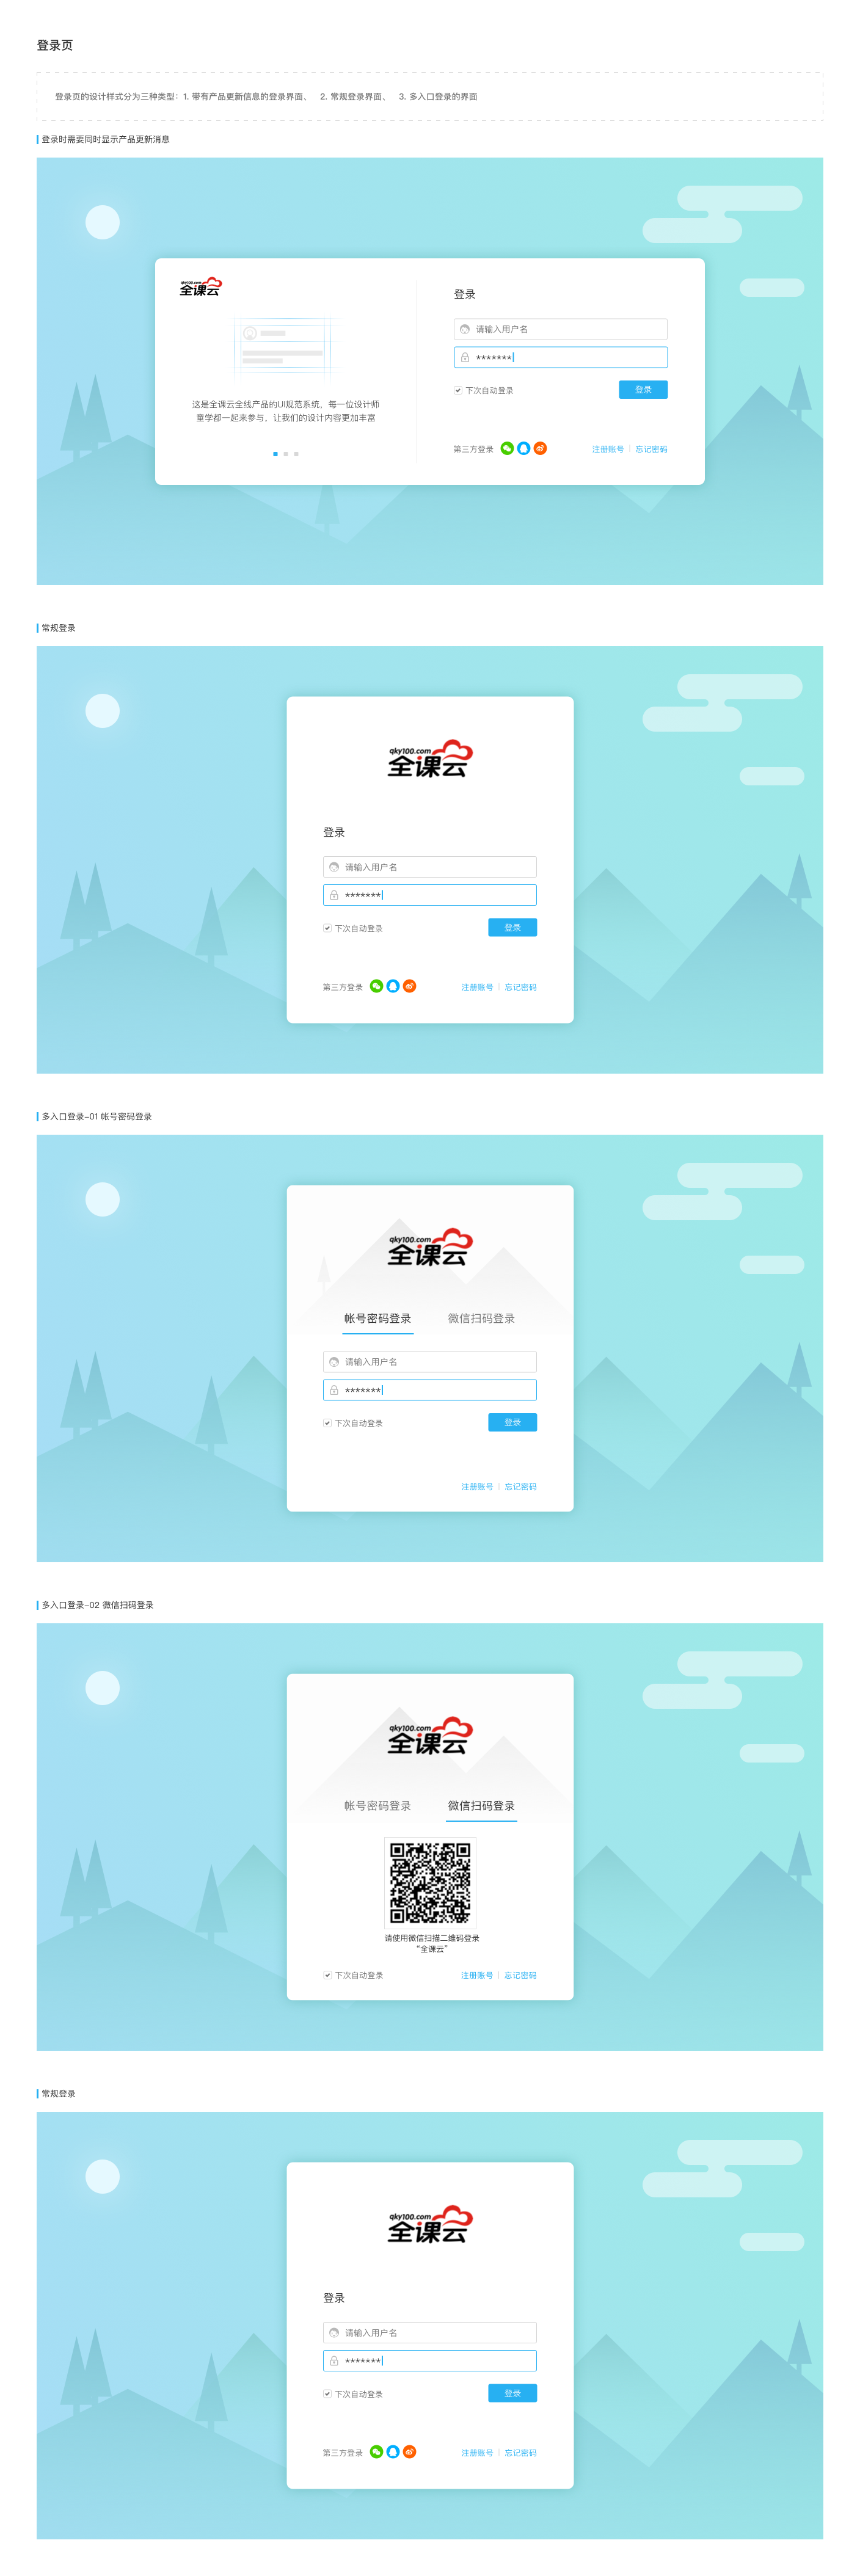 登录页
登录页的设计样式分为三种类型：1. 带有产品更新信息的登录界面、 2. 常规登录界面、 3. 多入口登录的界面
登录时需要同时显示产品更新消息
qky100.com
全课云
这是全课云全线产品的UI规范系统，每一位设计师
童学都一起来参与，让我们的设计内容更加丰富
登录
请输入用户名
*******
下次自动登录
登录
第三方登录
注册账号 | 忘记密码
常规登录
qky100.com
全课云
登录
请输入用户名
*******
下次自动登录
登录
第三方登录
注册账号 | 忘记密码
多入口登录-01 帐号密码登录
qky100.com
全课云
帐号密码登录 微信扫码登录
请输入用户名
*******
下次自动登录
登录
注册账号 | 忘记密码
多入口登录-02 微信扫码登录
qky100.com
全课云
帐号密码登录 微信扫码登录
请使用微信扫描二维码登录
“全课云”
下次自动登录
注册账号 | 忘记密码
常规登录
qky100.com
全课云
登录
请输入用户名
*******
下次自动登录
登录
第三方登录
注册账号 | 忘记密码